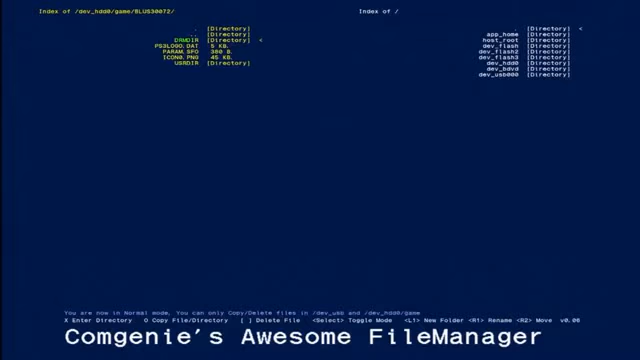 Index of /dev_hdd0/game/BLUS30072/
. [Directory]
.. [Directory]
DRMDIR [Directory] <
PS3LOGO.DAT 5 KB.
PARAM.SFO 380 B.
ICON0.PNG 45 KB.
USRDIR [Directory]
Index of /
. [Directory] <
app_home [Directory]
host_root [Directory]
dev_flash [Directory]
dev_flash2 [Directory]
dev_flash3 [Directory]
dev_hdd0 [Directory]
dev_bdvd [Directory]
dev_usb000 [Directory]
You are now in Normal mode, You can only Copy/Delete files in /dev_usb and /dev_hdd0/game
X Enter Directory O Copy File/Directory [ ] Delete File <Select> Toggle Mode <L1> New Folder <R1> Rename <R2> Move v0.06
Comgenie's Awesome FileManager